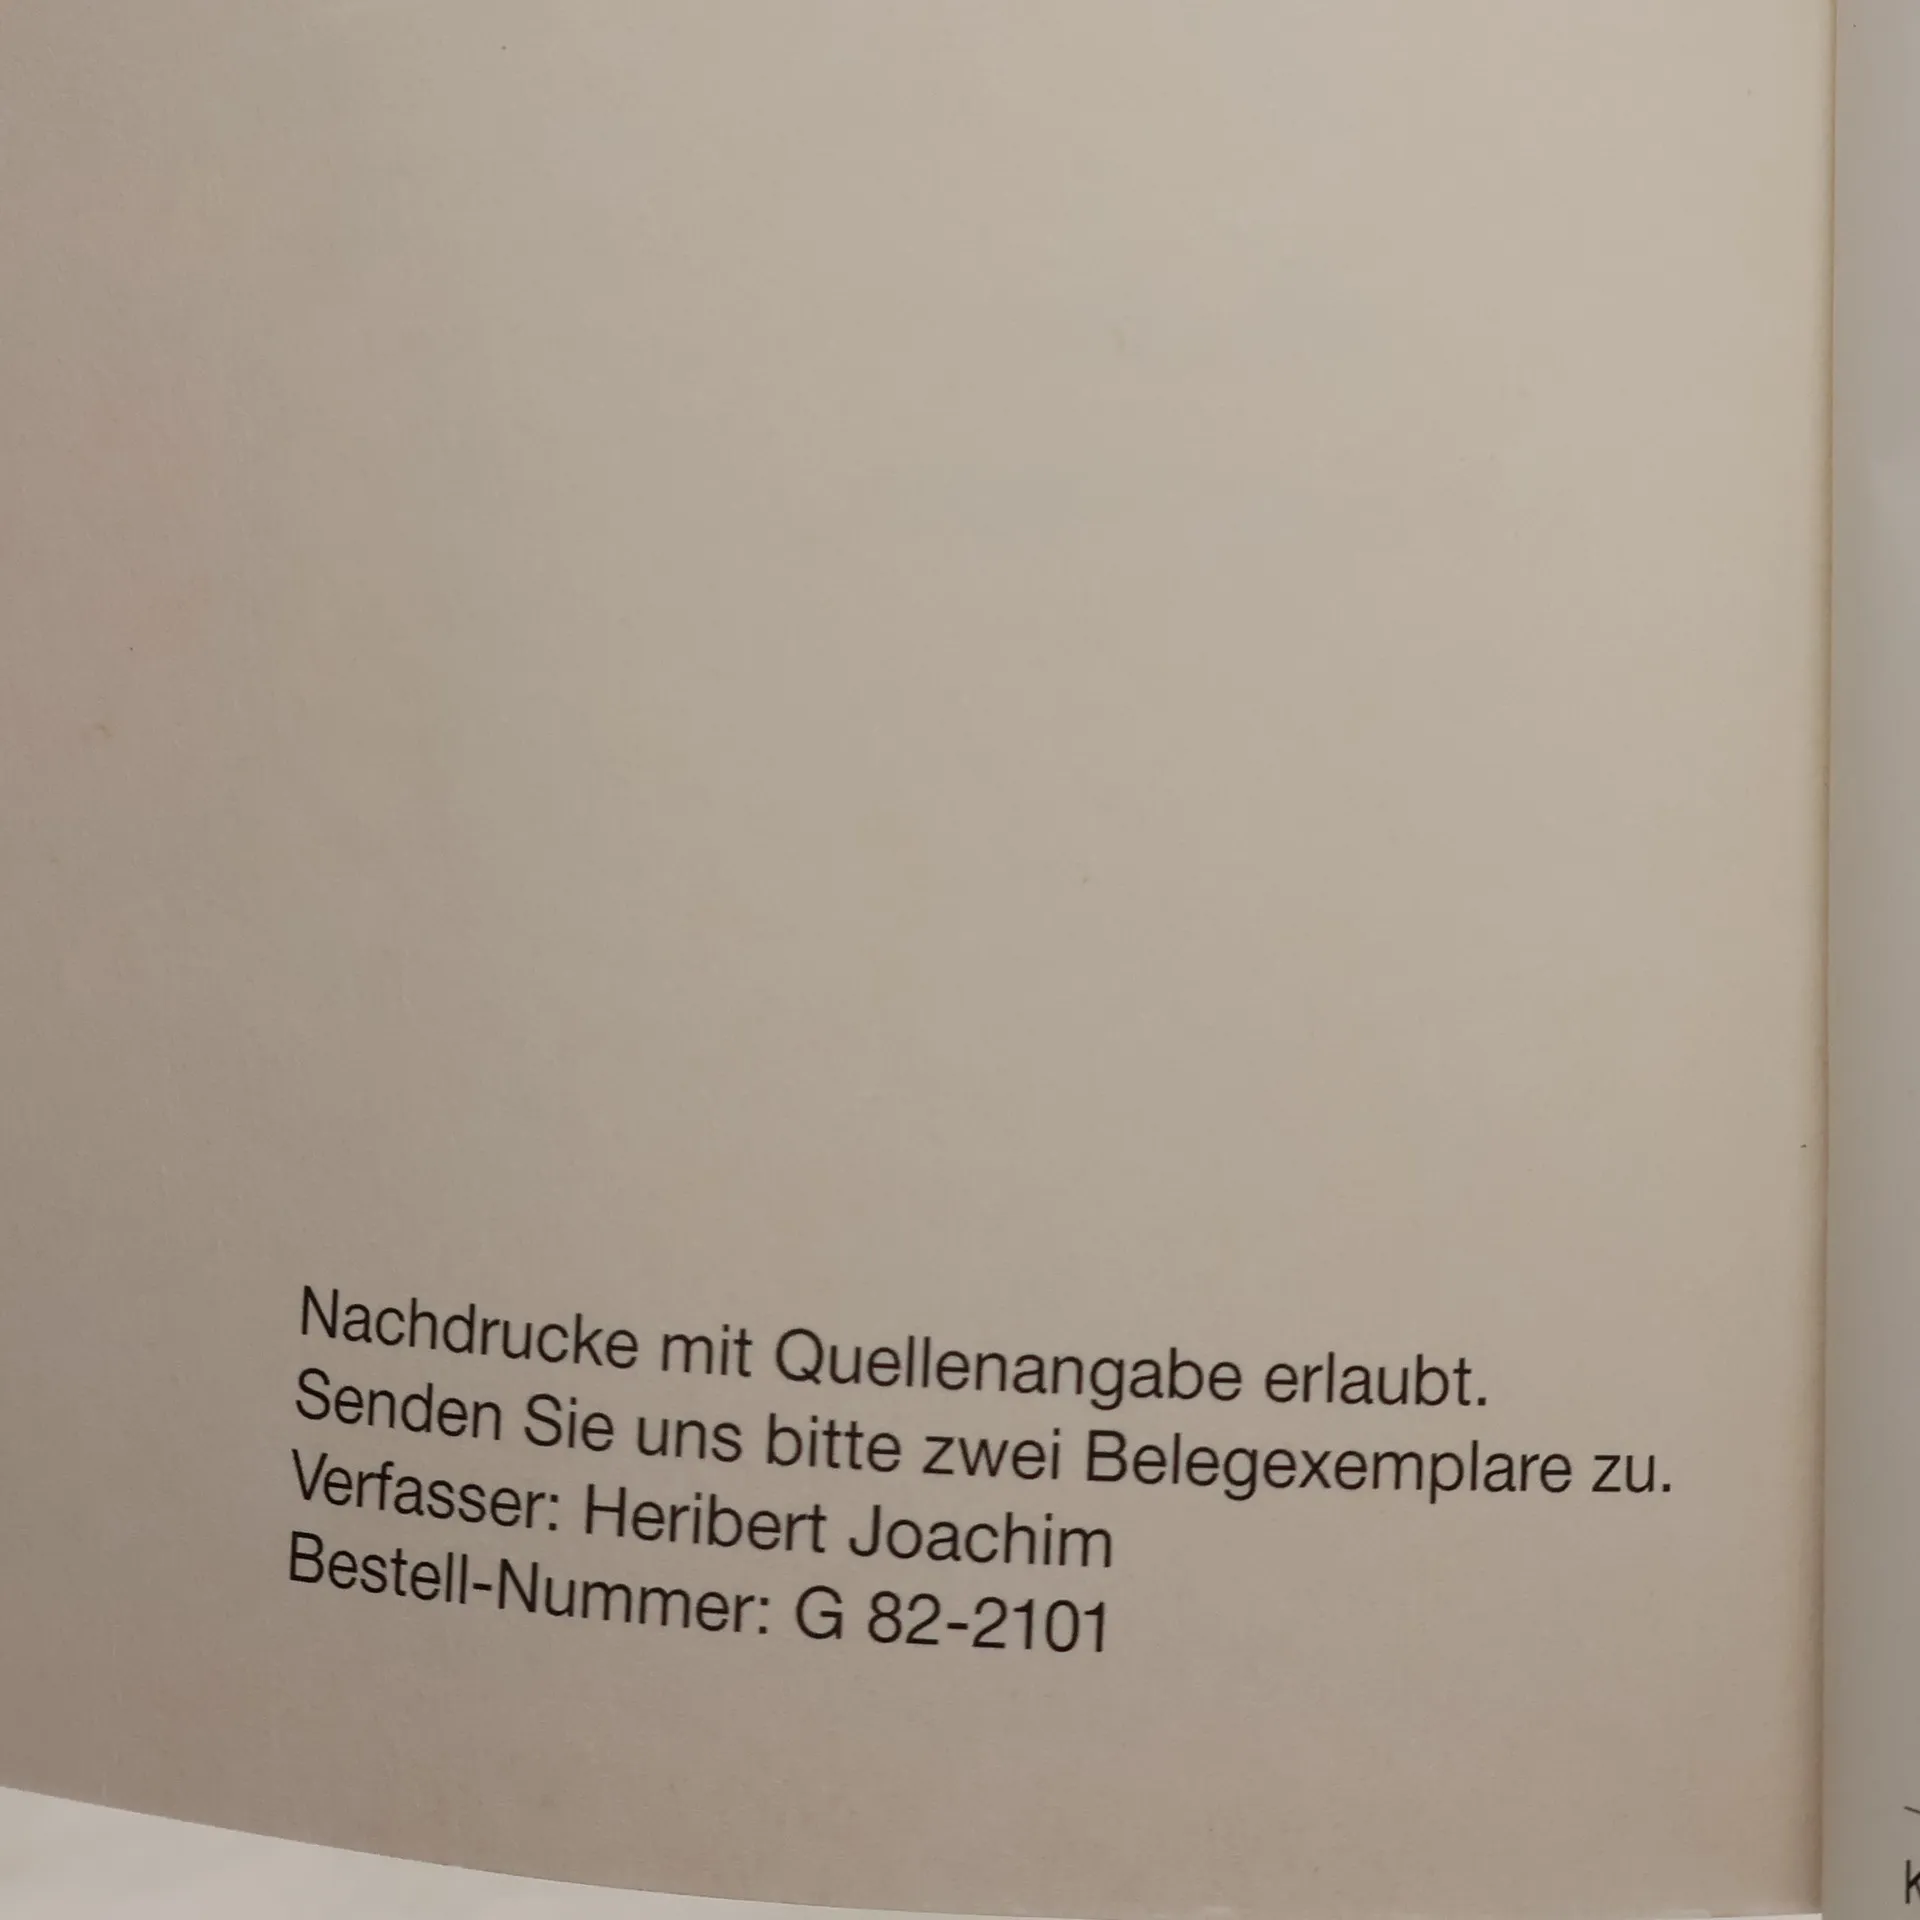 Nachdrucke mit Quellenangabe erlaubt.
Senden Sie uns bitte zwei Belegexemplare zu.
Verfasser: Heribert Joachim
Bestell-Nummer: G 82-2101